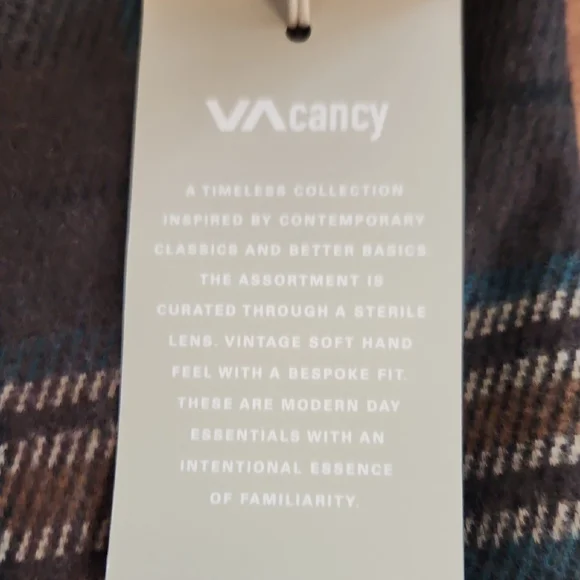 VAcancy
A TIMELESS COLLECTION
INSPIRED BY CONTEMPORARY
CLASSICS AND BETTER BASICS
THE ASSORTMENT IS
CURATED THROUGH A STERILE
LENS. VINTAGE SOFT HAND
FEEL WITH A BESPOKE FIT.
THESE ARE MODERN DAY
ESSENTIALS WITH AN
INTENTIONAL ESSENCE
OF FAMILIARITY.